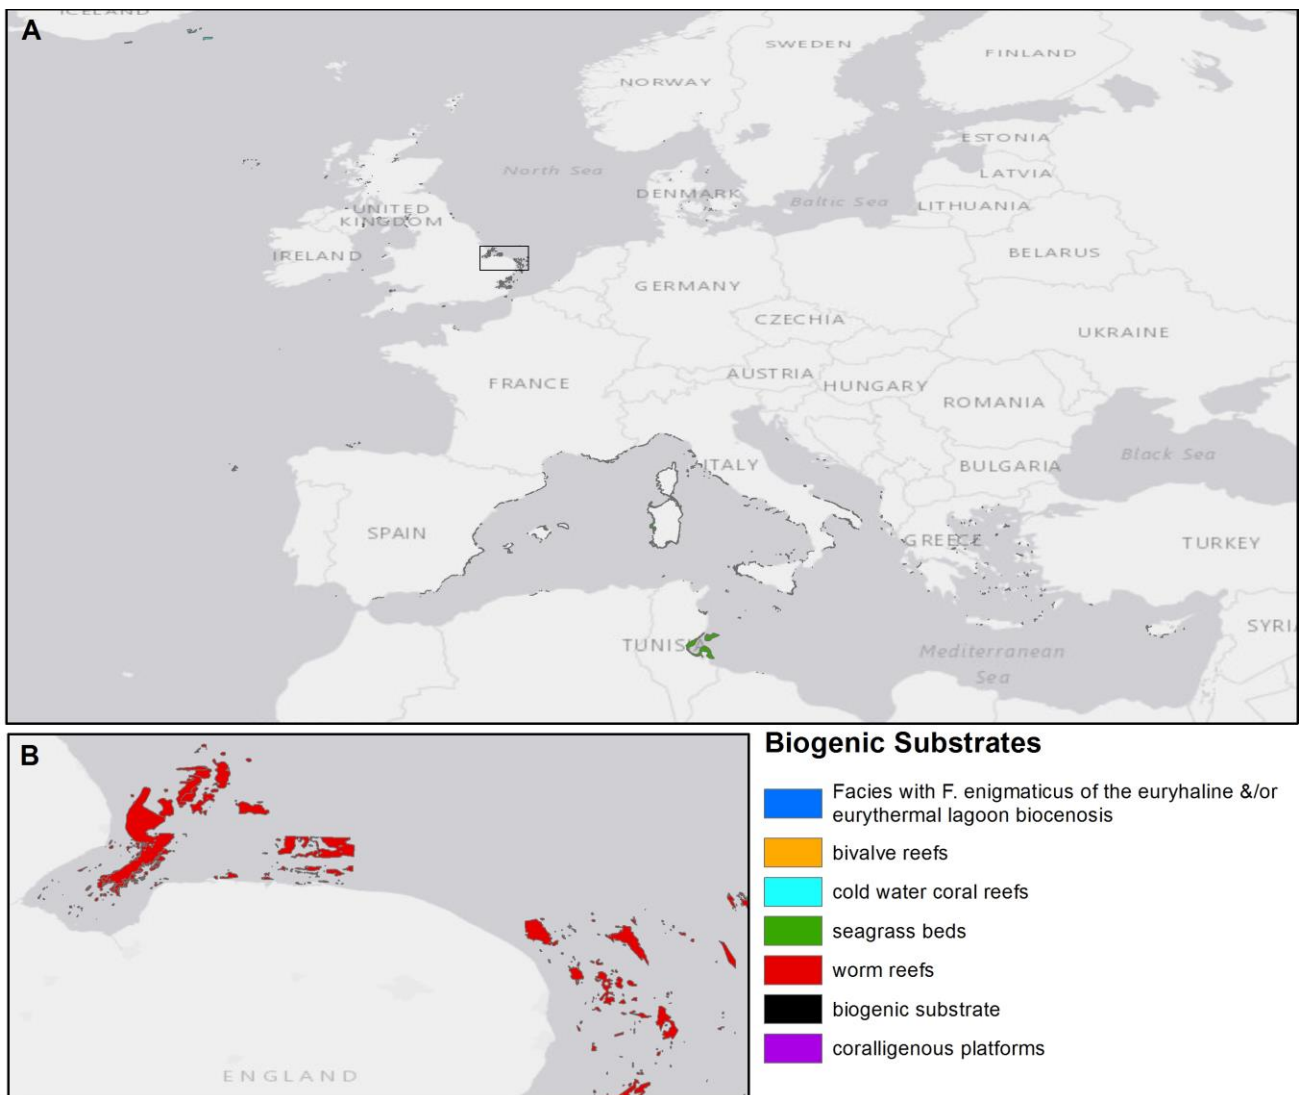 ICELAND
A
SWEDEN
FINLAND
NORWAY
ESTONIA
North Sea
LATVIA
DENMARK
Baltic Sea
LITHUANIA
UNITED
KINGDOM
IRELAND
BELARUS
GERMANY
CZECHIA
UKRAINE
AUSTRIA
HUNGARY
FRANCE
ROMANIA
Black Sea
ITALY
BULGARIA
SPAIN
GREECE
TURKEY
SYRIA
TUNISIA
Mediterranean
Sea
B
ENGLAND
Biogenic Substrates
Facies with F. enigmaticus of the euryhaline &/or
eurythermal lagoon biocenosis
bivalve reefs
cold water coral reefs
seagrass beds
worm reefs
biogenic substrate
coralligenous platforms